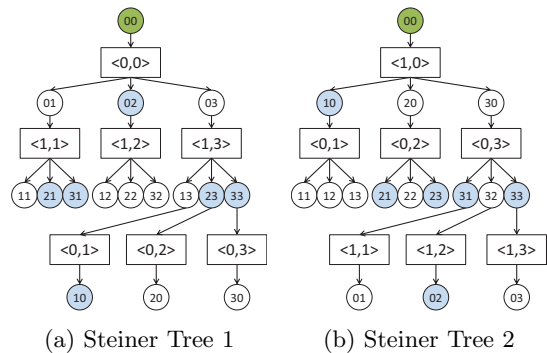 00 00
<0,0> <1,0>
01 02 03 10 20 30
<1,1> <1,2> <1,3> <0,1> <0,2> <0,3>
11 21 31 12 22 32 13 23 33 11 12 13 21 22 23 31 32 33
<0,1> <0,2> <0,3> <1,1> <1,2> <1,3>
10 20 30 01 02 03
(a) Steiner Tree 1 (b) Steiner Tree 2